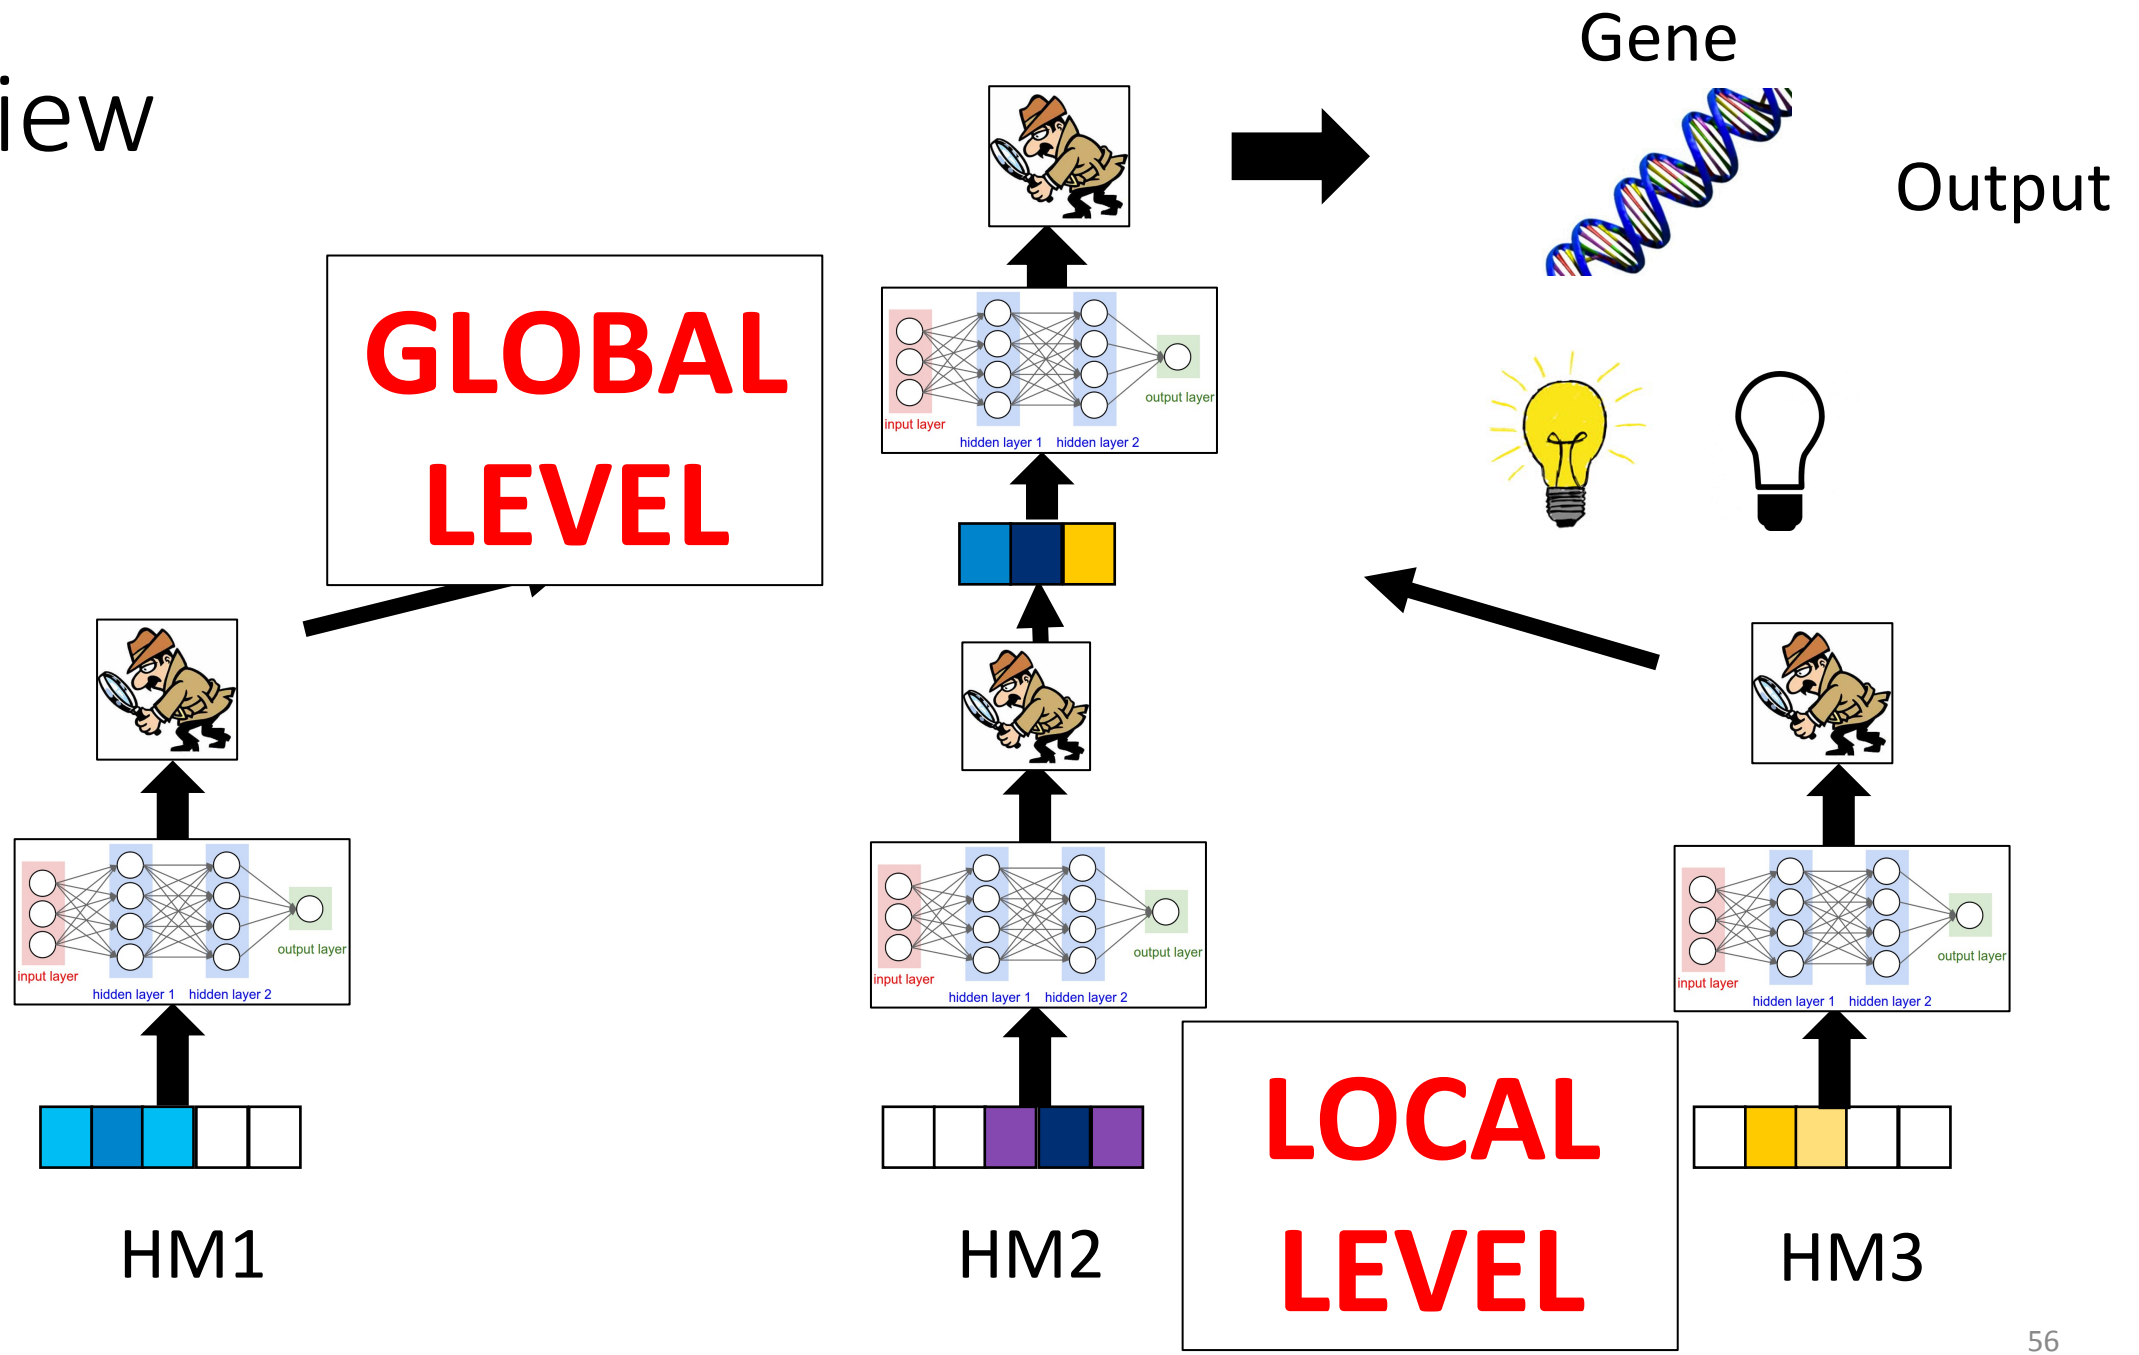 iew
Gene
Output
GLOBAL
LEVEL
input layer
hidden layer 1
hidden layer 2
output layer
input layer
hidden layer 1
hidden layer 2
output layer
input layer
hidden layer 1
hidden layer 2
output layer
input layer
hidden layer 1
hidden layer 2
output layer
LOCAL
LEVEL
HM1
HM2
HM3
56